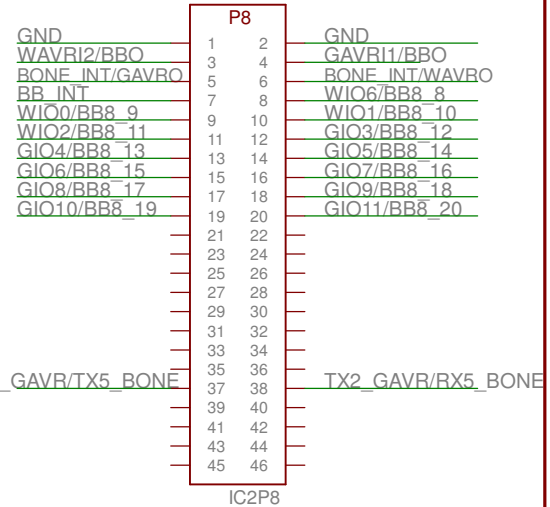 P8
GND 1 2 GND
WAVRI2/BBO 3 4 GAVRI1/BBO
BONE_INT/GAVRO 5 6 BONE_INT/WAVRO
BB_INT 7 8 WIO6/BB8_8
WIO0/BB8_9 9 10 WIO1/BB8_10
WIO2/BB8_11 11 12 GIO3/BB8_12
GIO4/BB8_13 13 14 GIO5/BB8_14
GIO6/BB8_15 15 16 GIO7/BB8_16
GIO8/BB8_17 17 18 GIO9/BB8_18
GIO10/BB8_19 19 20 GIO11/BB8_20
21 22
23 24
25 26
27 28
29 30
31 32
33 34
35 36
_GAVR/TX5_BONE 37 38 TX2_GAVR/RX5_BONE
39 40
41 42
43 44
45 46
IC2P8